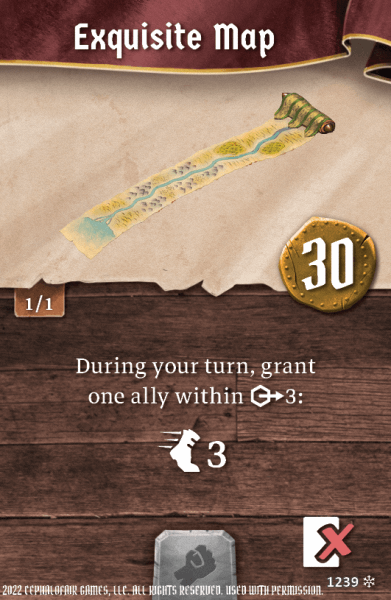 Exquisite Map
30
1/1
During your turn, grant
one ally within 3:
3
1239
2022 CEPHALOFAIR GAMES, LLC. ALL RIGHTS RESERVED. USED WITH PERMISSION.